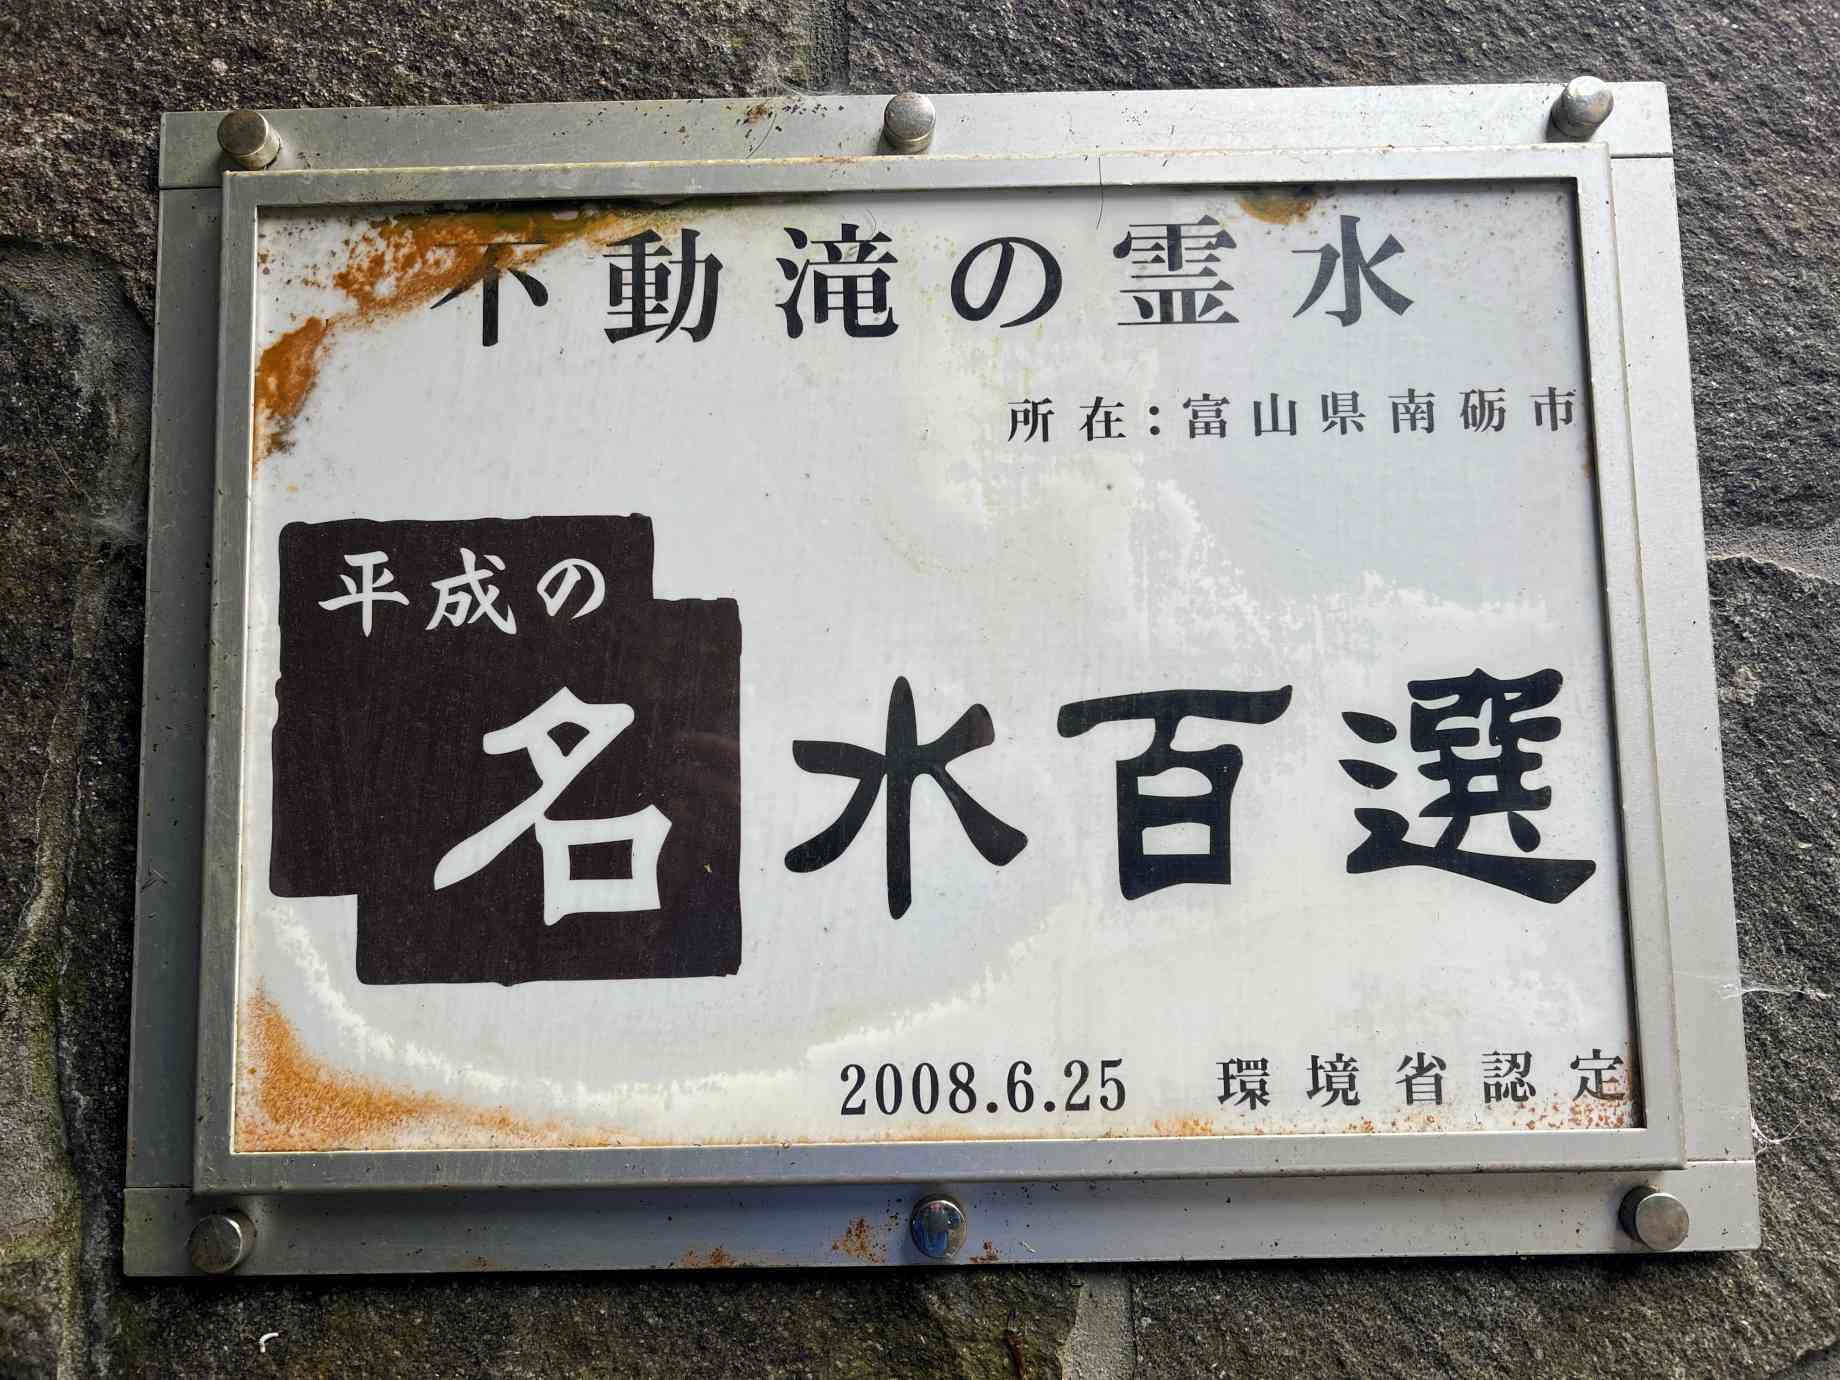 不動滝の霊水
所在：富山県南砺市
平成の
名水百選
2008.6.25 環境省認定